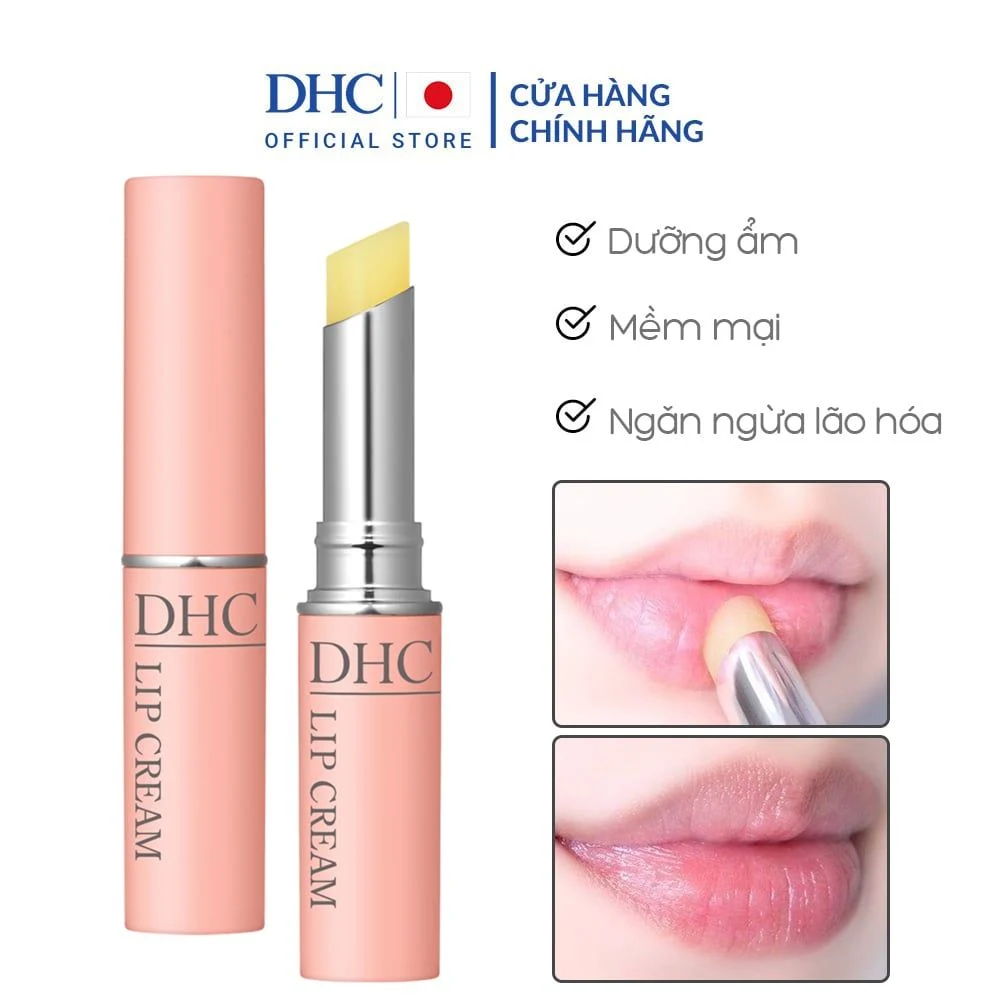 DHC
OFFICIAL STORE
CỬA HÀNG
CHÍNH HÃNG
Dưỡng ẩm
Mềm mại
Ngăn ngừa lão hóa
DHC
LIP CREAM
DHC
LIP CREAM